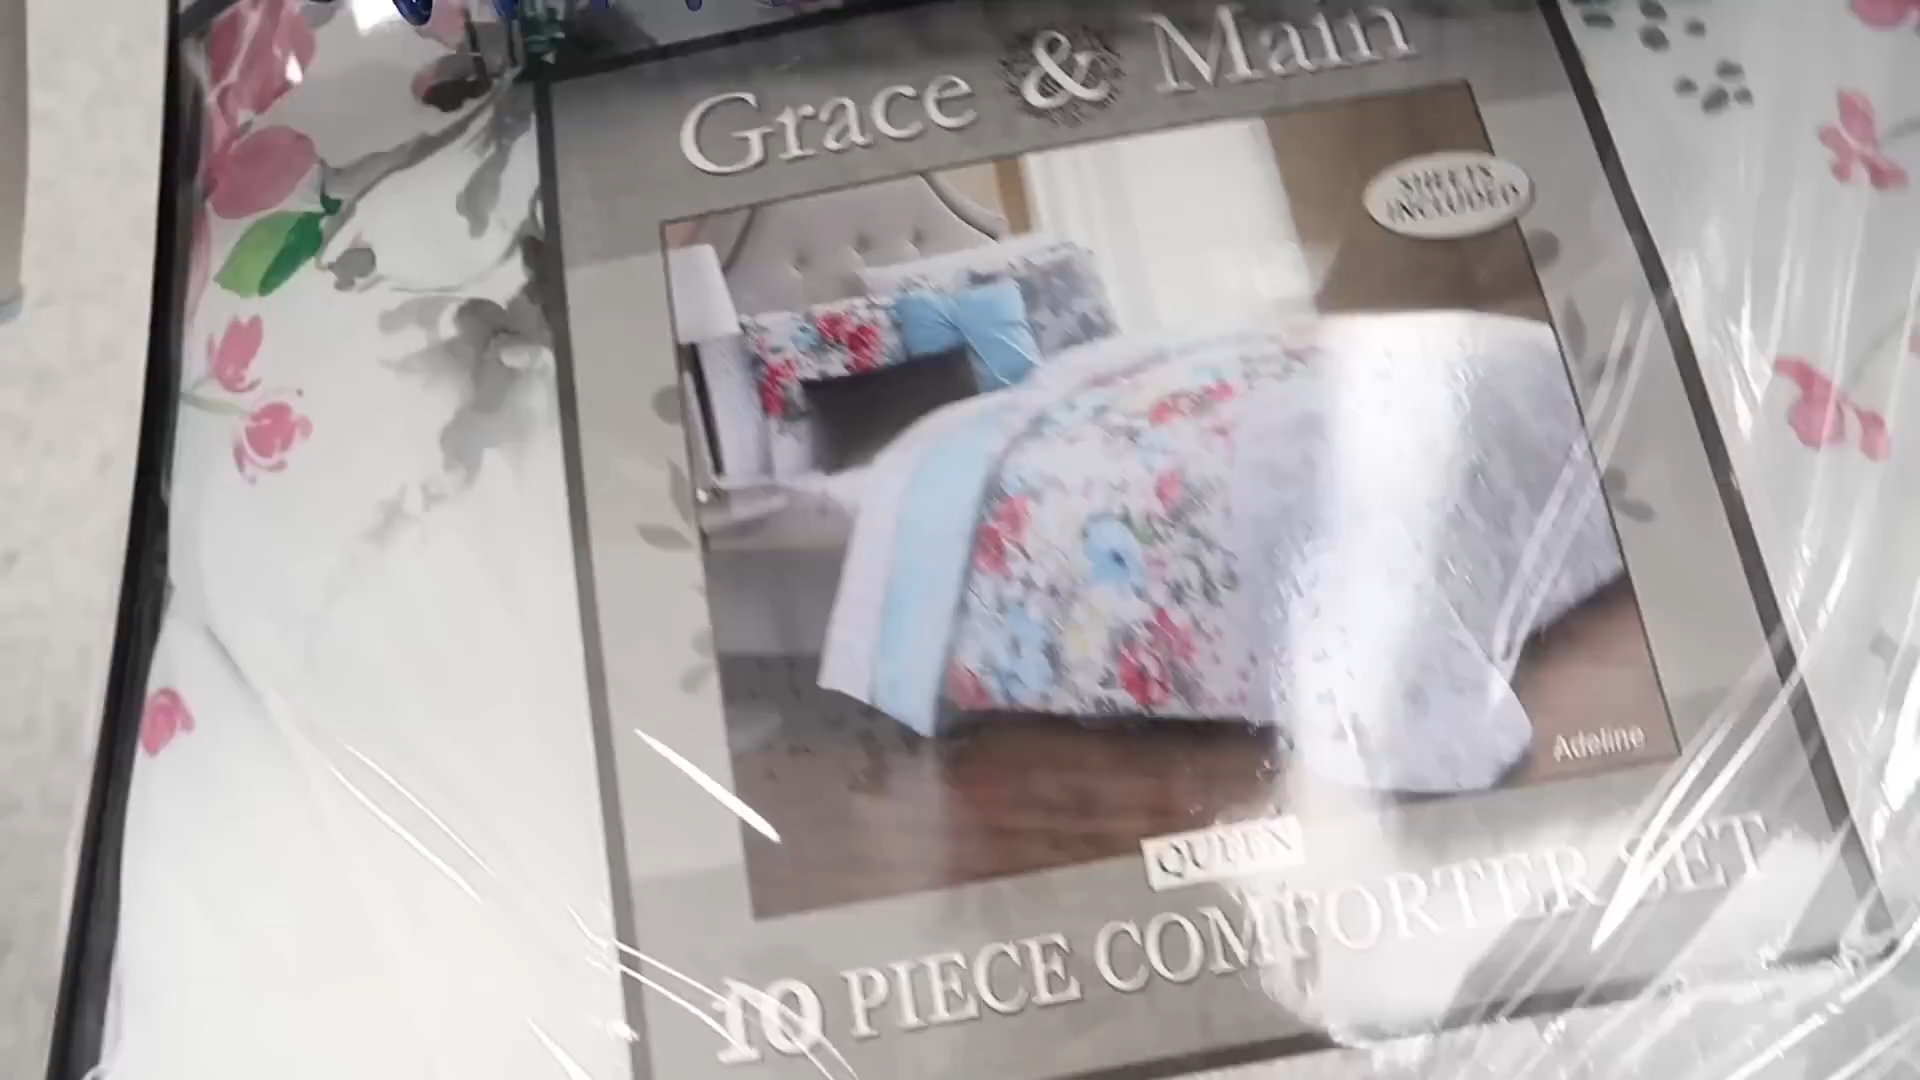 Grace & Main
SHEETS
INCLUDED
Adeline
QUEEN
10 PIECE COMFORTER SET